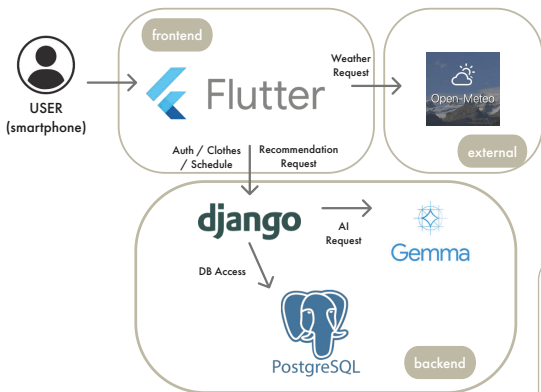 frontend
USER
(smartphone)
Flutter
Weather
Request
Open-Meteo
external
Auth / Clothes
/ Schedule
Recommendation
Request
django
AI
Request
Gemma
DB Access
PostgreSQL
backend